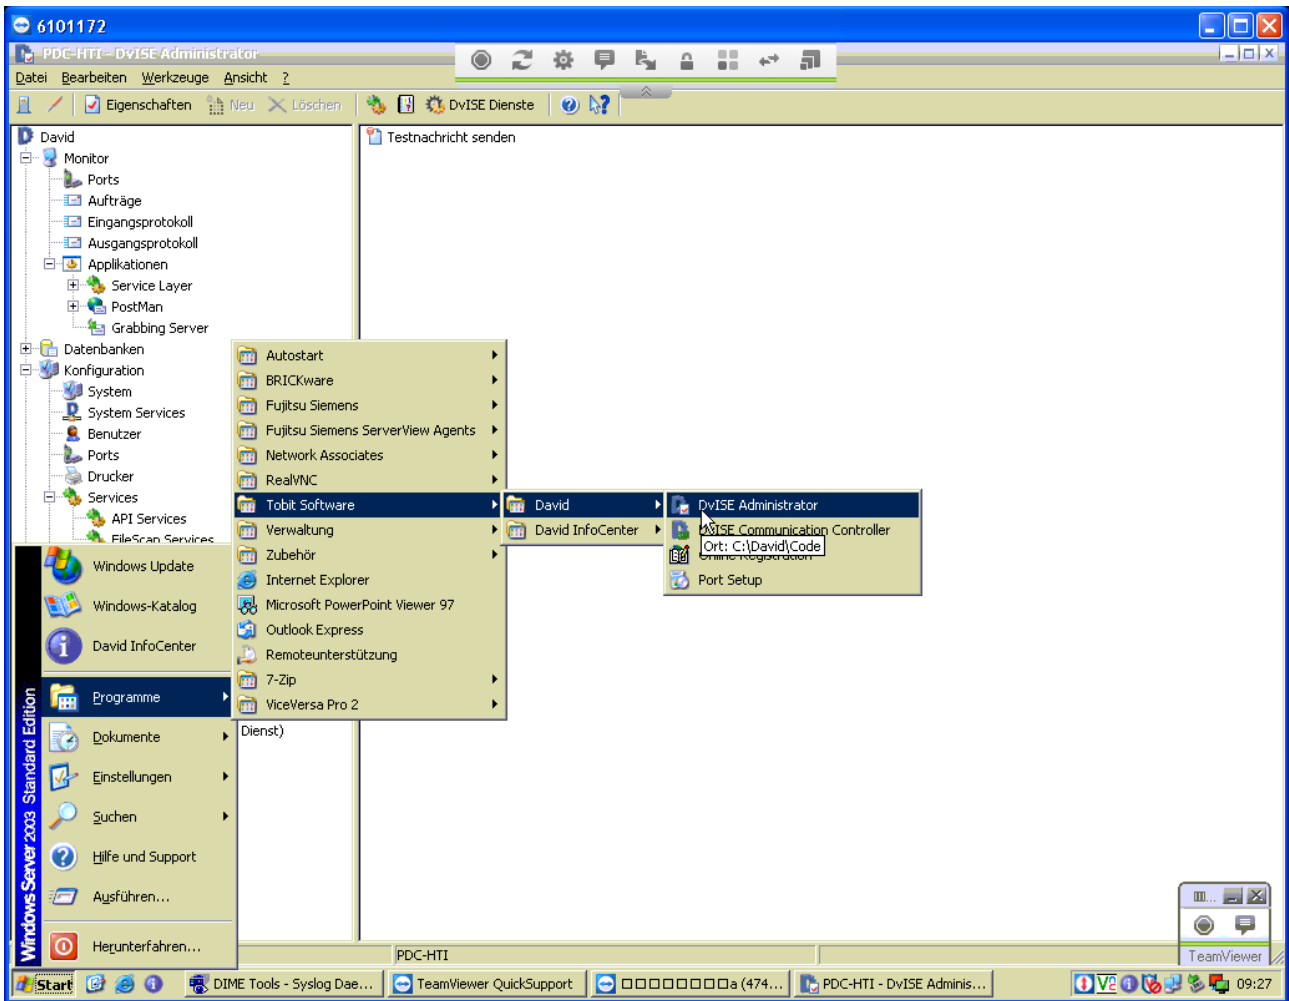 6101172
PDC-HTI - DvISE Administrator
Datei Bearbeiten Werkzeuge Ansicht ?
Eigenschaften Neu Löschen DvISE Dienste
David
Monitor
Ports
Aufträge
Eingangsprotokoll
Ausgangsprotokoll
Applikationen
Service Layer
PostMan
Grabbing Server
Datenbanken
Konfiguration
System
System Services
Benutzer
Ports
Drucker
Services
API Services
FileScan Services
Dienst)
Testnachricht senden
Autostart
BRICKware
Fujitsu Siemens
Fujitsu Siemens ServerView Agents
Network Associates
RealVNC
Tobit Software
Verwaltung
Zubehör
Internet Explorer
Microsoft PowerPoint Viewer 97
Outlook Express
Remoteunterstützung
7-Zip
ViceVersa Pro 2
David
David InfoCenter
DvISE Administrator
DvISE Communication Controller
Online Registration
Port Setup
Ort: C:\David\Code
Windows Update
Windows-Katalog
David InfoCenter
Programme
Dokumente
Einstellungen
Suchen
Hilfe und Support
Ausführen...
Herunterfahren...
Windows Server 2003 Standard Edition
PDC-HTI
TeamViewer
Start
DIME Tools - Syslog Dae...
TeamViewer QuickSupport
□□□□□□□□a (474...
PDC-HTI - DvISE Adminis...
09:27